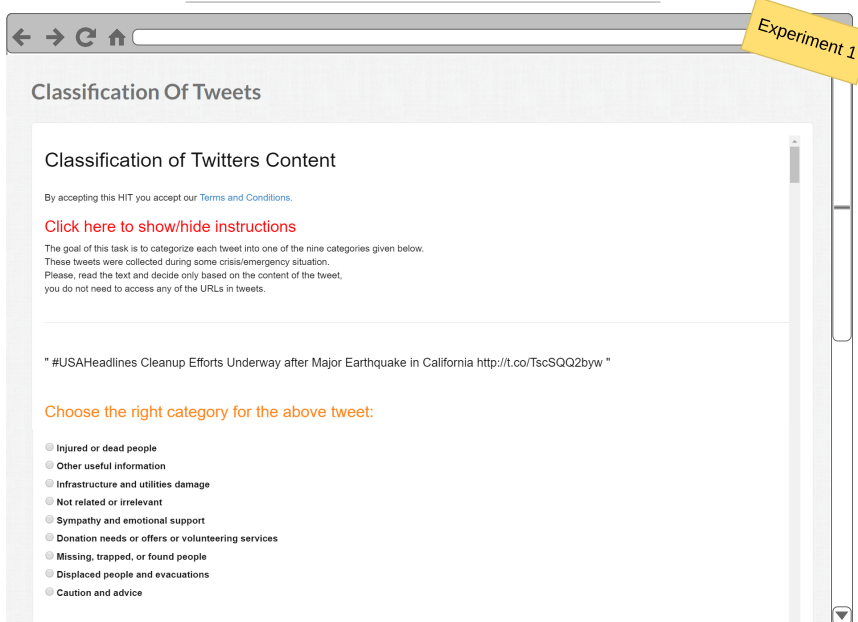 Experiment 1
Classification Of Tweets
Classification of Twitters Content
By accepting this HIT you accept our Terms and Conditions.
Click here to show/hide instructions
The goal of this task is to categorize each tweet into one of the nine categories given below.
These tweets were collected during some crisis/emergency situation.
Please, read the text and decide only based on the content of the tweet,
you do not need to access any of the URLs in tweets.
" #USAHeadlines Cleanup Efforts Underway after Major Earthquake in California http://t.co/TscSQQ2byw "
Choose the right category for the above tweet:
Injured or dead people
Other useful information
Infrastructure and utilities damage
Not related or irrelevant
Sympathy and emotional support
Donation needs or offers or volunteering services
Missing, trapped, or found people
Displaced people and evacuations
Caution and advice